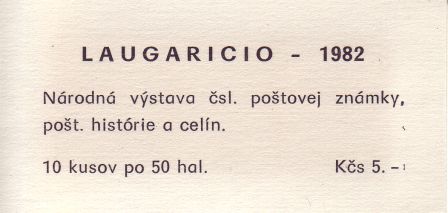 LAUGARICIO - 1982
Národná výstava čsl. poštovej známky,
pošt. histórie a celín.
10 kusov po 50 hal. Kčs 5.-